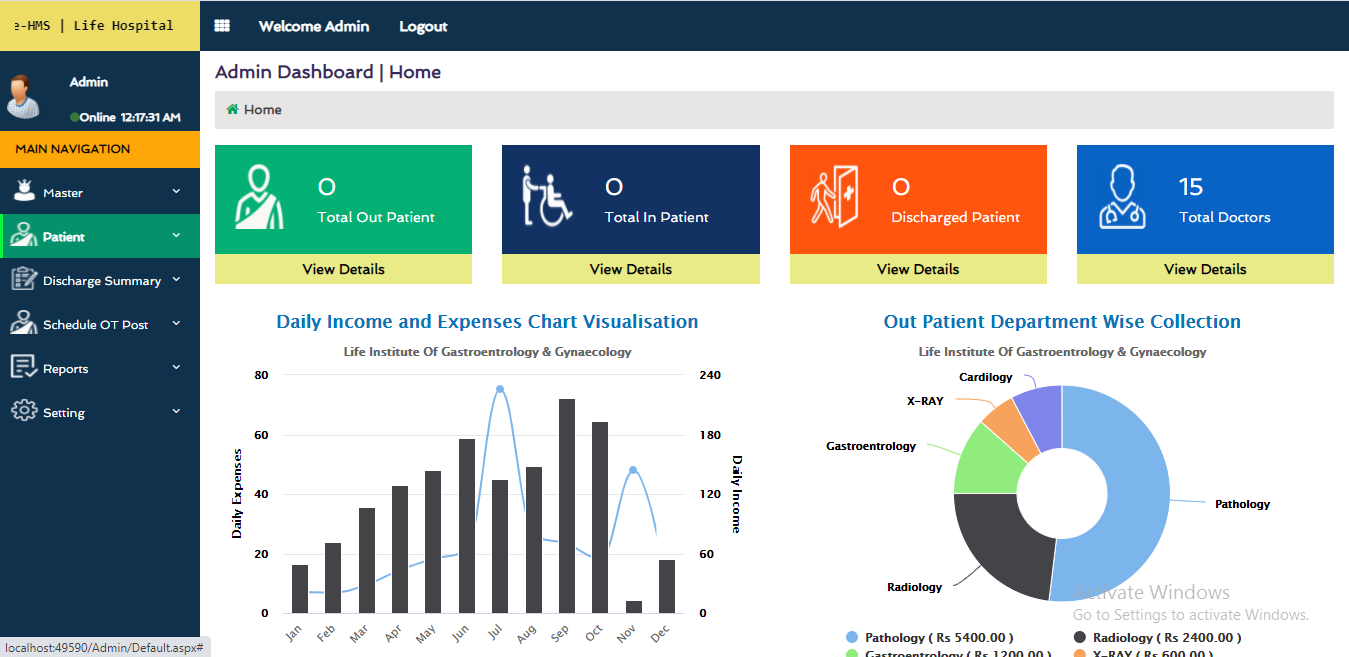 e-HMS | Life Hospital
Welcome Admin
Logout
Admin
Online 12:17:31 AM
MAIN NAVIGATION
Master
Patient
Discharge Summary
Schedule OT Post
Reports
Setting
Admin Dashboard | Home
Home
0
Total Out Patient
View Details
0
Total In Patient
View Details
0
Discharged Patient
View Details
15
Total Doctors
View Details
Daily Income and Expenses Chart Visualisation
Life Institute Of Gastroentrology & Gynaecology
80
60
40
20
0
Daily Expenses
240
180
120
60
0
Daily Income
Jan
Feb
Mar
Apr
May
Jun
Jul
Aug
Sep
Oct
Nov
Dec
Out Patient Department Wise Collection
Life Institute Of Gastroentrology & Gynaecology
Cardilogy
X-RAY
Gastroentrology
Pathology
Radiology
Activate Windows
Go to Settings to activate Windows.
Pathology ( Rs 5400.00 )
Radiology ( Rs 2400.00 )
Gastroentrology ( Rs 1200.00 )
X-RAY ( Rs 600.00 )
localhost:49590/Admin/Default.aspx#